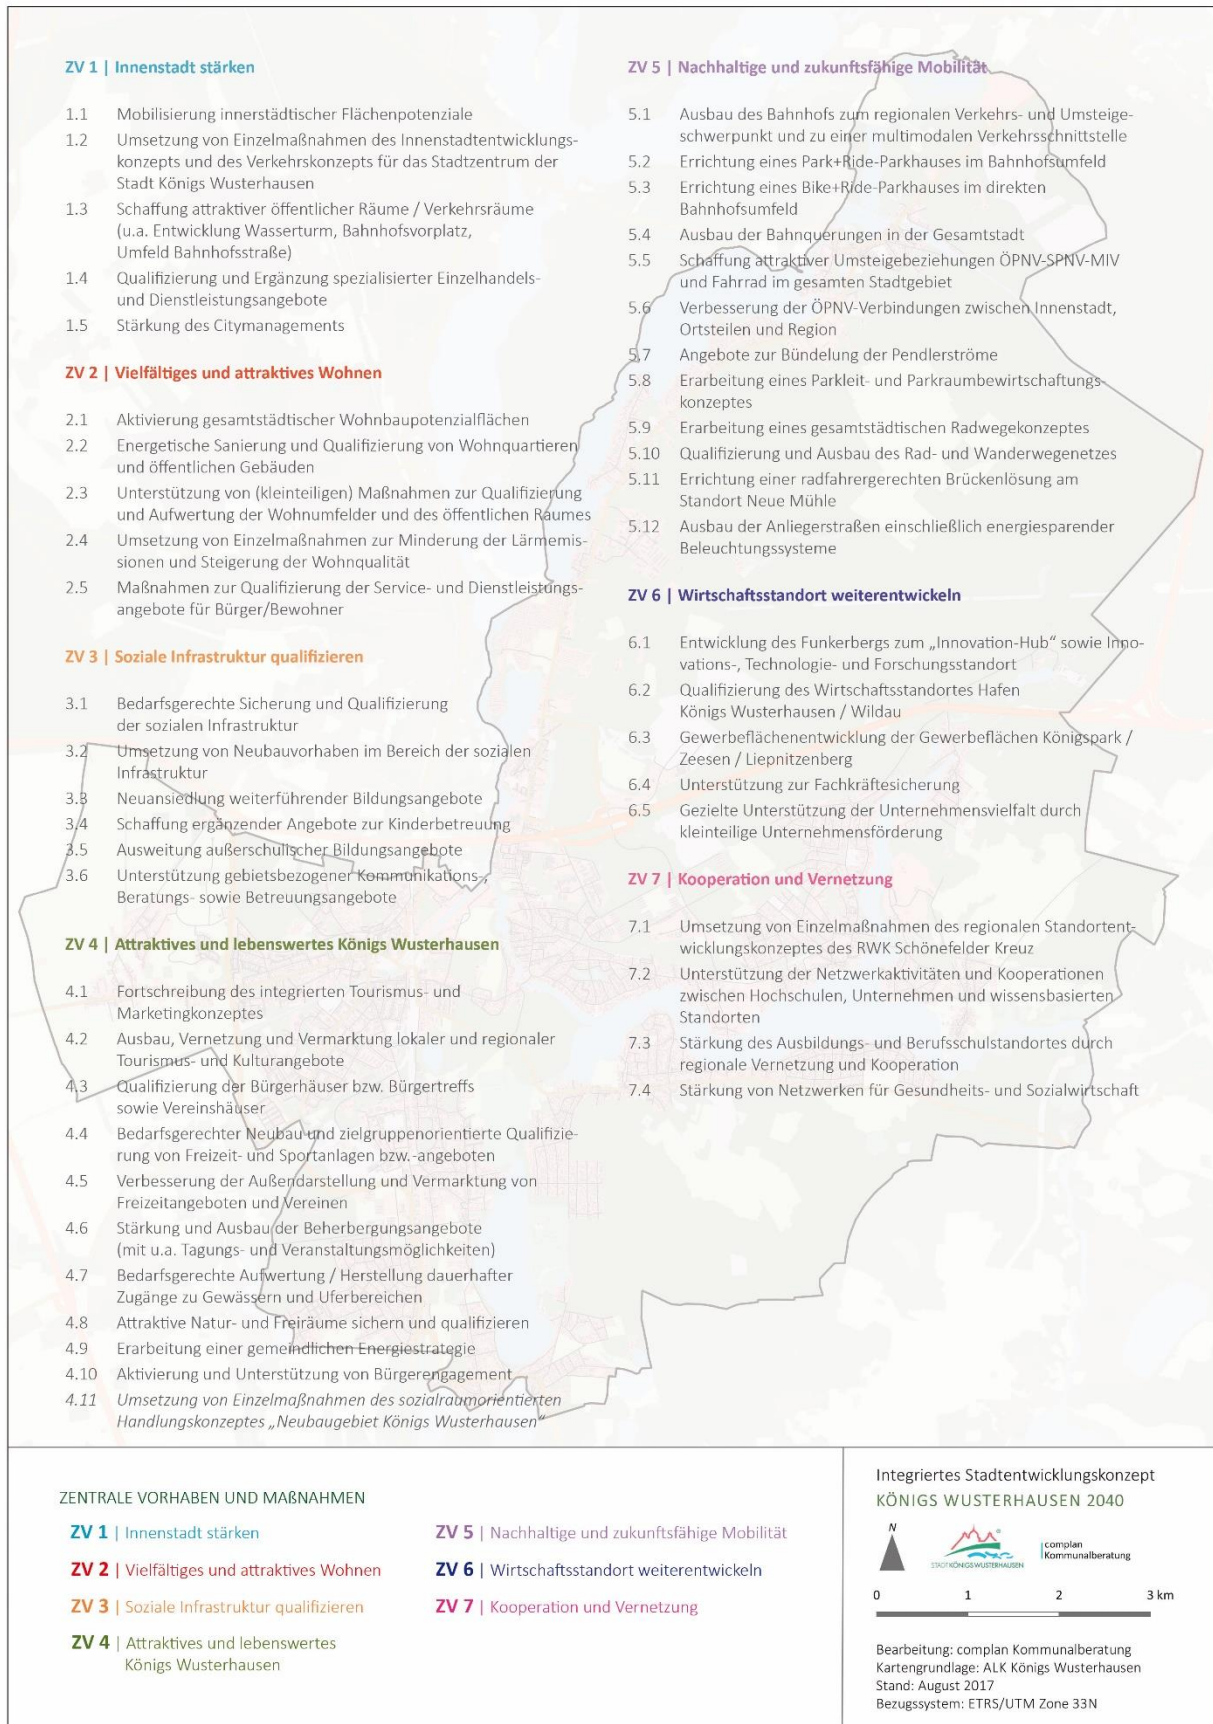 ZV 1 | Innenstadt stärken
1.1 Mobilisierung innerstädtischer Flächenpotenziale
1.2 Umsetzung von Einzelmaßnahmen des Innenstadtentwicklungs-
konzepts und des Verkehrskonzepts für das Stadtzentrum der
Stadt Königs Wusterhausen
1.3 Schaffung attraktiver öffentlicher Räume / Verkehrsräume
(u.a. Entwicklung Wasserturm, Bahnhofsvorplatz,
Umfeld Bahnhofstraße)
1.4 Qualifizierung und Ergänzung spezialisierter Einzelhandels-
und Dienstleistungsangebote
1.5 Stärkung des Citymanagements
ZV 2 | Vielfältiges und attraktives Wohnen
2.1 Aktivierung gesamtstädtischer Wohnbaupotenzialflächen
2.2 Energetische Sanierung und Qualifizierung von Wohnquartieren
und öffentlichen Gebäuden
2.3 Unterstützung von (kleinteiligen) Maßnahmen zur Qualifizierung
und Aufwertung der Wohnumfelder und des öffentlichen Raumes
2.4 Umsetzung von Einzelmaßnahmen zur Minderung der Lärmemis-
sionen und Steigerung der Wohnqualität
2.5 Maßnahmen zur Qualifizierung der Service- und Dienstleistungs-
angebote für Bürger/Bewohner
ZV 3 | Soziale Infrastruktur qualifizieren
3.1 Bedarfsgerechte Sicherung und Qualifizierung
der sozialen Infrastruktur
3.2 Umsetzung von Neubauvorhaben im Bereich der sozialen
Infrastruktur
3.3 Neuansiedlung weiterführender Bildungsangebote
3.4 Schaffung ergänzender Angebote zur Kinderbetreuung
3.5 Ausweitung außerschulischer Bildungsangebote
3.6 Unterstützung gebietsbezogener Kommunikations-,
Beratungs- sowie Betreuungsangebote
ZV 4 | Attraktives und lebenswertes Königs Wusterhausen
4.1 Fortschreibung des integrierten Tourismus- und
Marketingkonzeptes
4.2 Ausbau, Vernetzung und Vermarktung lokaler und regionaler
Tourismus- und Kulturangebote
4.3 Qualifizierung der Bürgerhäuser bzw. Bürgertreffs
sowie Vereinshäuser
4.4 Bedarfsgerechter Neubau und zielgruppenorientierte Qualifizie-
rung von Freizeit- und Sportanlagen bzw.-angeboten
4.5 Verbesserung der Außendarstellung und Vermarktung von
Freizeitangeboten und Vereinen
4.6 Stärkung und Ausbau der Beherbergungsangebote
(mit u.a. Tagungs- und Veranstaltungsmöglichkeiten)
4.7 Bedarfsgerechte Aufwertung / Herstellung dauerhafter
Zugänge zu Gewässern und Uferbereichen
4.8 Attraktive Natur- und Freiräume sichern und qualifizieren
4.9 Erarbeitung einer gemeindlichen Energiestrategie
4.10 Aktivierung und Unterstützung von Bürgerengagement
4.11 Umsetzung von Einzelmaßnahmen des sozialraumorientierten
Handlungskonzeptes „Neubaugebiet Königs Wusterhausen“
ZV 5 | Nachhaltige und zukunftsfähige Mobilität
5.1 Ausbau des Bahnhofs zum regionalen Verkehrs- und Umsteige-
schwerpunkt und zu einer multimodalen Verkehrsschnittstelle
5.2 Errichtung eines Park+Ride-Parkhauses im Bahnhofsumfeld
5.3 Errichtung eines Bike+Ride-Parkhauses im direkten
Bahnhofsumfeld
5.4 Ausbau der Bahnquerungen in der Gesamtstadt
5.5 Schaffung attraktiver Umsteigebeziehungen ÖPNV-SPNV-MIV
und Fahrrad im gesamten Stadtgebiet
5.6 Verbesserung der ÖPNV-Verbindungen zwischen Innenstadt,
Ortsteilen und Region
5.7 Angebote zur Bündelung der Pendlerströme
5.8 Erarbeitung eines Parkleit- und Parkraumbewirtschaftungs-
konzeptes
5.9 Erarbeitung eines gesamtstädtischen Radwegekonzeptes
5.10 Qualifizierung und Ausbau des Rad- und Wanderwegenetzes
5.11 Errichtung einer radfahrergerechten Brückenlösung am
Standort Neue Mühle
5.12 Ausbau der Anliegerstraßen einschließlich energiesparender
Beleuchtungssysteme
ZV 6 | Wirtschaftsstandort weiterentwickeln
6.1 Entwicklung des Funkerbergs zum „Innovation-Hub“ sowie Inno-
vations-, Technologie- und Forschungsstandort
6.2 Qualifizierung des Wirtschaftsstandortes Hafen
Königs Wusterhausen / Wildau
6.3 Gewerbeflächenentwicklung der Gewerbeflächen Königspark /
Zeesen / Liepnitzenberg
6.4 Unterstützung zur Fachkräftesicherung
6.5 Gezielte Unterstützung der Unternehmensvielfalt durch
kleinteilige Unternehmensförderung
ZV 7 | Kooperation und Vernetzung
7.1 Umsetzung von Einzelmaßnahmen des regionalen Standortent-
wicklungskonzeptes des RWK Schönefelder Kreuz
7.2 Unterstützung der Netzwerkaktivitäten und Kooperationen
zwischen Hochschulen, Unternehmen und wissensbasierten
Standorten
7.3 Stärkung des Ausbildungs- und Berufsschulstandortes durch
regionale Vernetzung und Kooperation
7.4 Stärkung von Netzwerken für Gesundheits- und Sozialwirtschaft
ZENTRALE VORHABEN UND MAßNAHMEN
ZV 1 | Innenstadt stärken
ZV 2 | Vielfältiges und attraktives Wohnen
ZV 3 | Soziale Infrastruktur qualifizieren
ZV 4 | Attraktives und lebenswertes
Königs Wusterhausen
ZV 5 | Nachhaltige und zukunftsfähige Mobilität
ZV 6 | Wirtschaftsstandort weiterentwickeln
ZV 7 | Kooperation und Vernetzung
Integriertes Stadtentwicklungskonzept
KÖNIGS WUSTERHAUSEN 2040
N
STADT KÖNIGS WUSTERHAUSEN
complan
Kommunalberatung
0 1 2 3 km
Bearbeitung: complan Kommunalberatung
Kartengrundlage: ALK Königs Wusterhausen
Stand: August 2017
Bezugssystem: ETRS/UTM Zone 33N